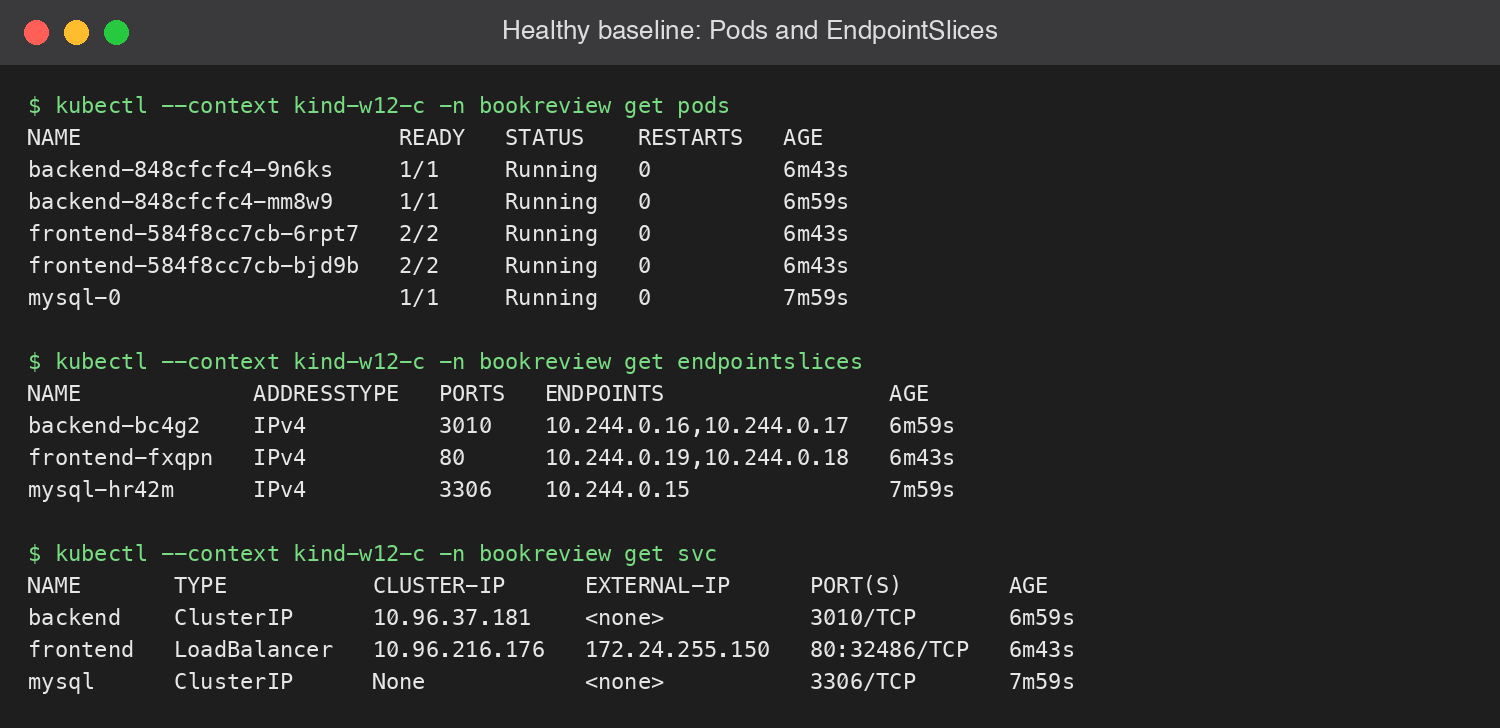 Healthy baseline: Pods and EndpointSlices
$ kubectl --context kind-w12-c -n bookreview get pods
NAME                        READY   STATUS    RESTARTS   AGE
backend-848cfcfc4-9n6ks     1/1     Running   0          6m43s
backend-848cfcfc4-mm8w9     1/1     Running   0          6m59s
frontend-584f8cc7cb-6rpt7   2/2     Running   0          6m43s
frontend-584f8cc7cb-bjd9b   2/2     Running   0          6m43s
mysql-0                     1/1     Running   0          7m59s
$ kubectl --context kind-w12-c -n bookreview get endpointslices
NAME             ADDRESSTYPE   PORTS   ENDPOINTS                 AGE
backend-bc4g2    IPv4          3010    10.244.0.16,10.244.0.17   6m59s
frontend-fxqpn   IPv4          80      10.244.0.19,10.244.0.18   6m43s
mysql-hr42m      IPv4          3306    10.244.0.15               7m59s
$ kubectl --context kind-w12-c -n bookreview get svc
NAME       TYPE           CLUSTER-IP      EXTERNAL-IP      PORT(S)        AGE
backend    ClusterIP      10.96.37.181    <none>           3010/TCP       6m59s
frontend   LoadBalancer   10.96.216.176   172.24.255.150   80:32486/TCP   6m43s
mysql      ClusterIP      None            <none>           3306/TCP       7m59s